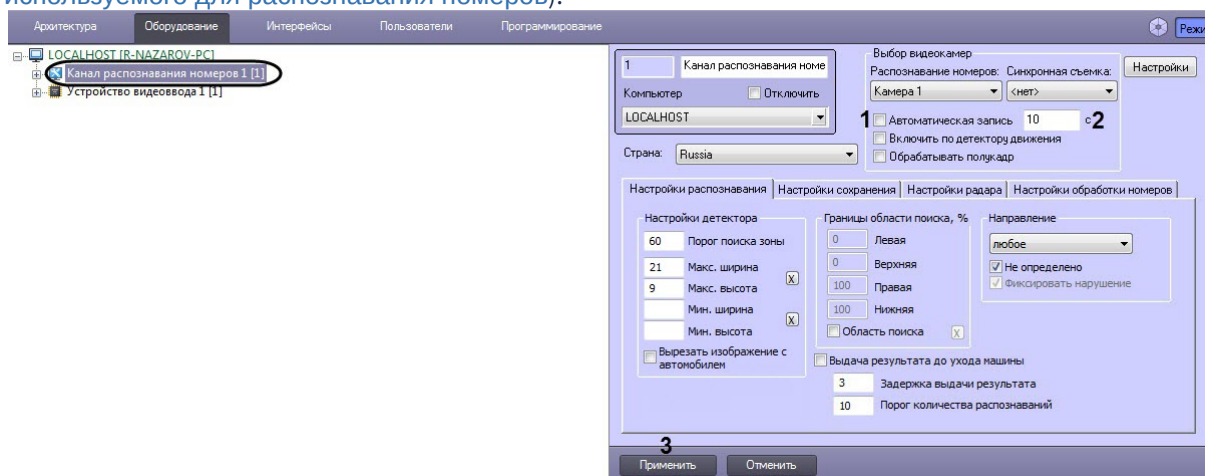 используемого для распознавания номеров).
Архитектура Оборудование Интерфейсы Пользователи Программирование Режи
LOCALHOST [R-NAZAROV-PC]
Канал распознавания номеров 1 [1]
Устройство видеоввода 1 [1]
1 Канал распознавания номе
Компьютер Отключить
LOCALHOST
Страна: Russia
Выбор видеокамер
Распознавание номеров: Синхронная съемка:
Камера 1 <нет>
1 Автоматическая запись 10 с 2
Включить по детектору движения
Обрабатывать полукадр
Настройки
Настройки распознавания Настройки сохранения Настройки радара Настройки обработки номеров
Настройки детектора
60 Порог поиска зоны
21 Макс. ширина
9 Макс. высота
X
Мин. ширина
Мин. высота
X
Вырезать изображение с
автомобилем
Границы области поиска, %
0 Левая
0 Верхняя
100 Правая
100 Нижняя
Область поиска X
Направление
любое
Не определено
Фиксировать нарушение
Выдача результата до ухода машины
3 Задержка выдачи результата
10 Порог количества распознаваний
3
Применить Отменить